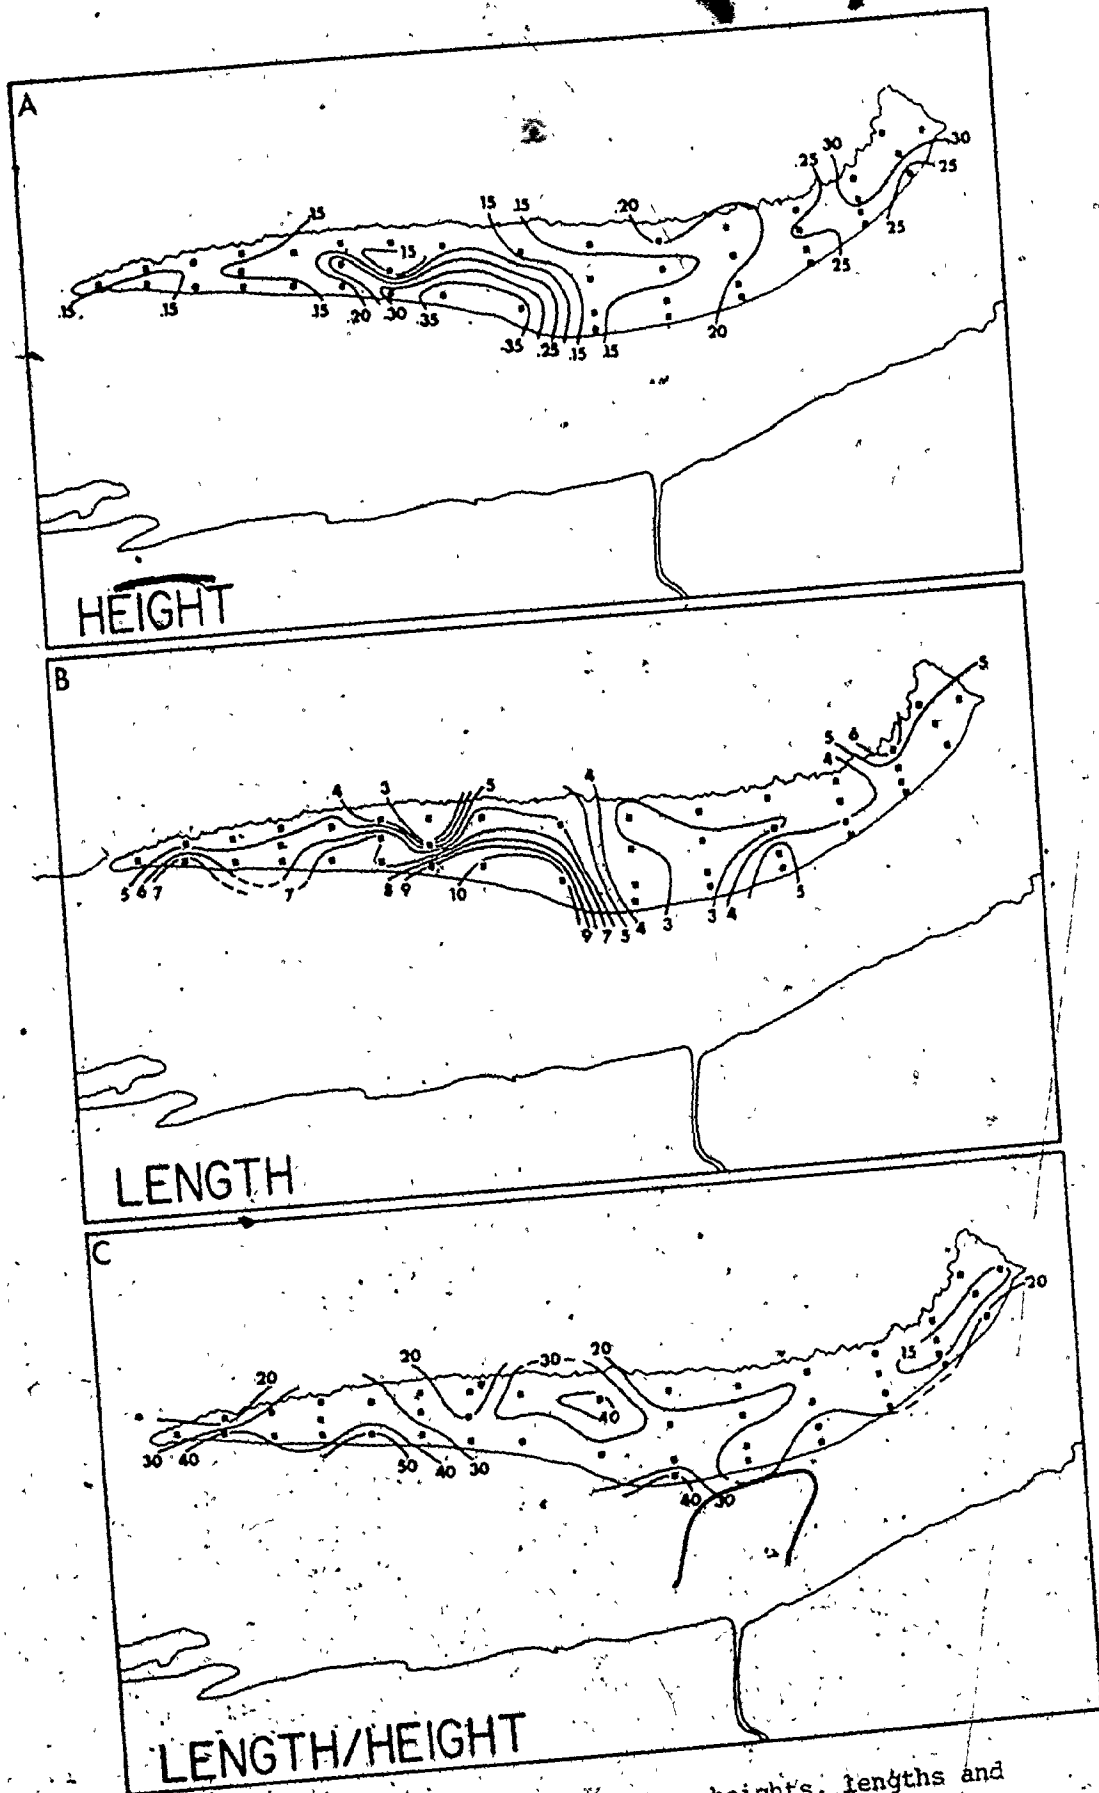 A
.15 15 .15 .20 .25 30 30 25 25 25
15
.15 .15 .15 .20 .30 .35 .35 .25 .15 .15 20
HEIGHT
B
5
5 6 4
4 3 5 4
5 6 7 7 8 9 10 9 7 5 4 3 3 4 5
LENGTH
C
20
20 20 -30- 20 15
40
30 40 50 40 30 40 30
LENGTH/HEIGHT
heights, lengths and